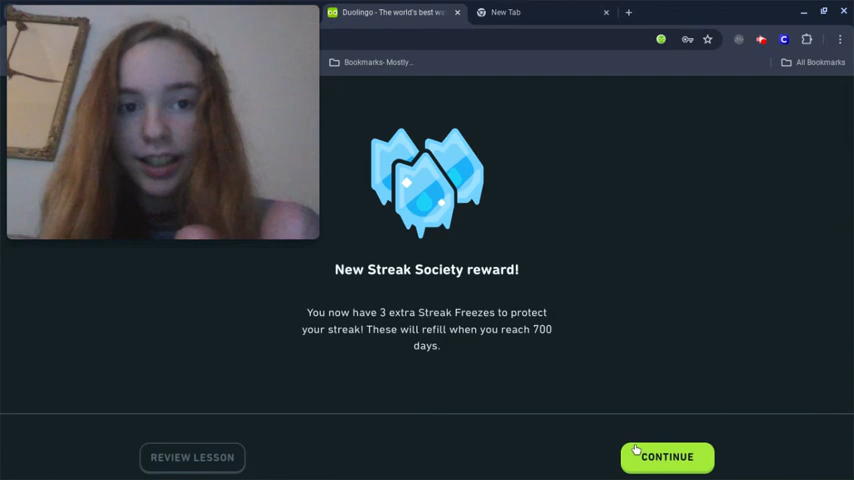 Duolingo - The world's best wa
New Tab
Bookmarks- Mostly...
All Bookmarks
New Streak Society reward!
You now have 3 extra Streak Freezes to protect
your streak! These will refill when you reach 700
days.
REVIEW LESSON
CONTINUE